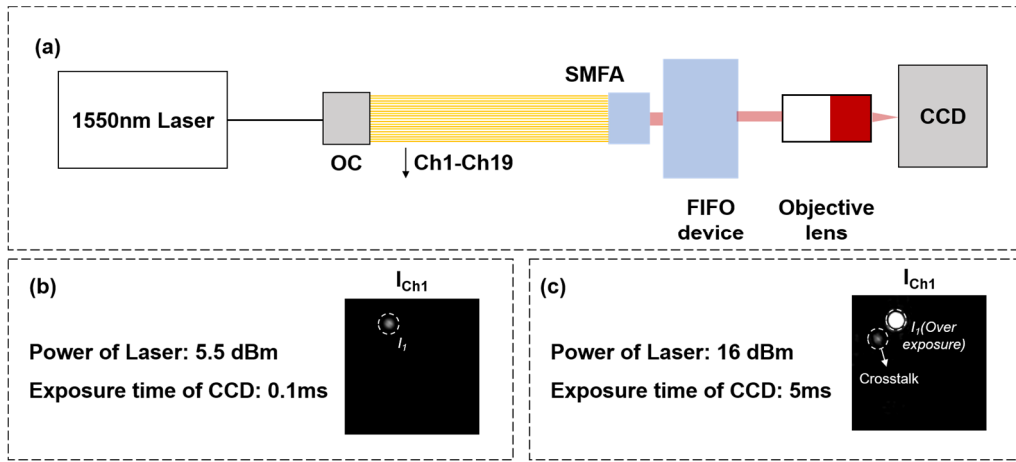 (a)
SMFA
1550nm Laser
CCD
OC
Ch1-Ch19
FIFO
device
Objective
lens
(b)
I_Ch1
Power of Laser: 5.5 dBm
Exposure time of CCD: 0.1ms
I_1
(c)
I_Ch1
Power of Laser: 16 dBm
Exposure time of CCD: 5ms
I_1(Over
exposure)
Crosstalk